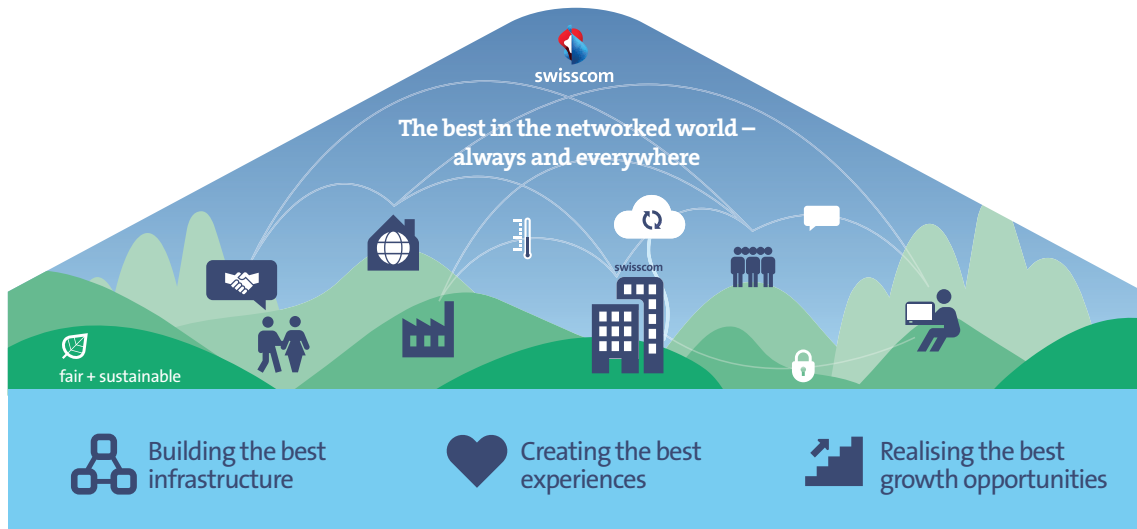 swisscom
The best in the networked world –
always and everywhere
swisscom
fair + sustainable
Building the best
infrastructure
Creating the best
experiences
Realising the best
growth opportunities